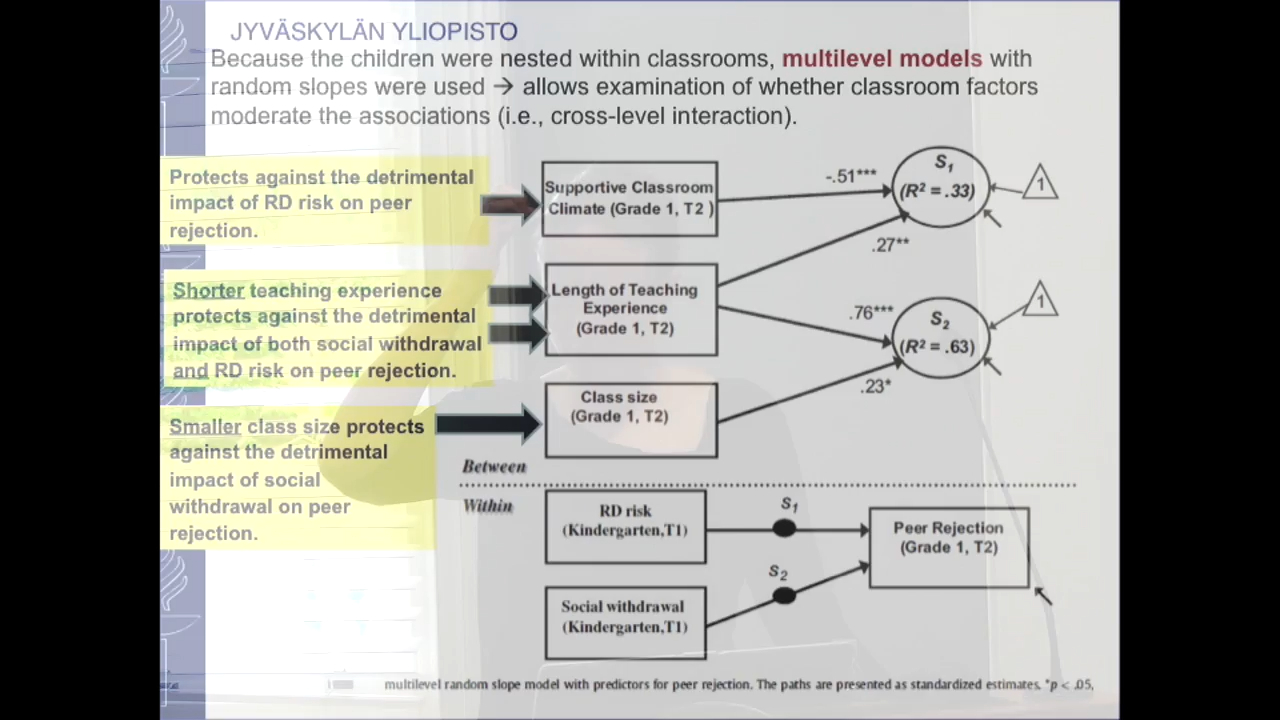 JYVÄSKYLÄN YLIOPISTO
Because the children were nested within classrooms, multilevel models with
random slopes were used → allows examination of whether classroom factors
moderate the associations (i.e., cross-level interaction).
Protects against the detrimental
impact of RD risk on peer
rejection.
Shorter teaching experience
protects against the detrimental
impact of both social withdrawal
and RD risk on peer rejection.
Smaller class size protects
against the detrimental
impact of social
withdrawal on peer
rejection.
Supportive Classroom
Climate (Grade 1, T2 )
Length of Teaching
Experience
(Grade 1, T2)
Class size
(Grade 1, T2)
-.51***
.27**
.76***
.23*
S1
(R² = .33)
1
S2
(R² = .63)
1
Between
Within
RD risk
(Kindergarten,T1)
Social withdrawal
(Kindergarten,T1)
S1
S2
Peer Rejection
(Grade 1, T2)
multilevel random slope model with predictors for peer rejection. The paths are presented as standardized estimates. *p < .05,